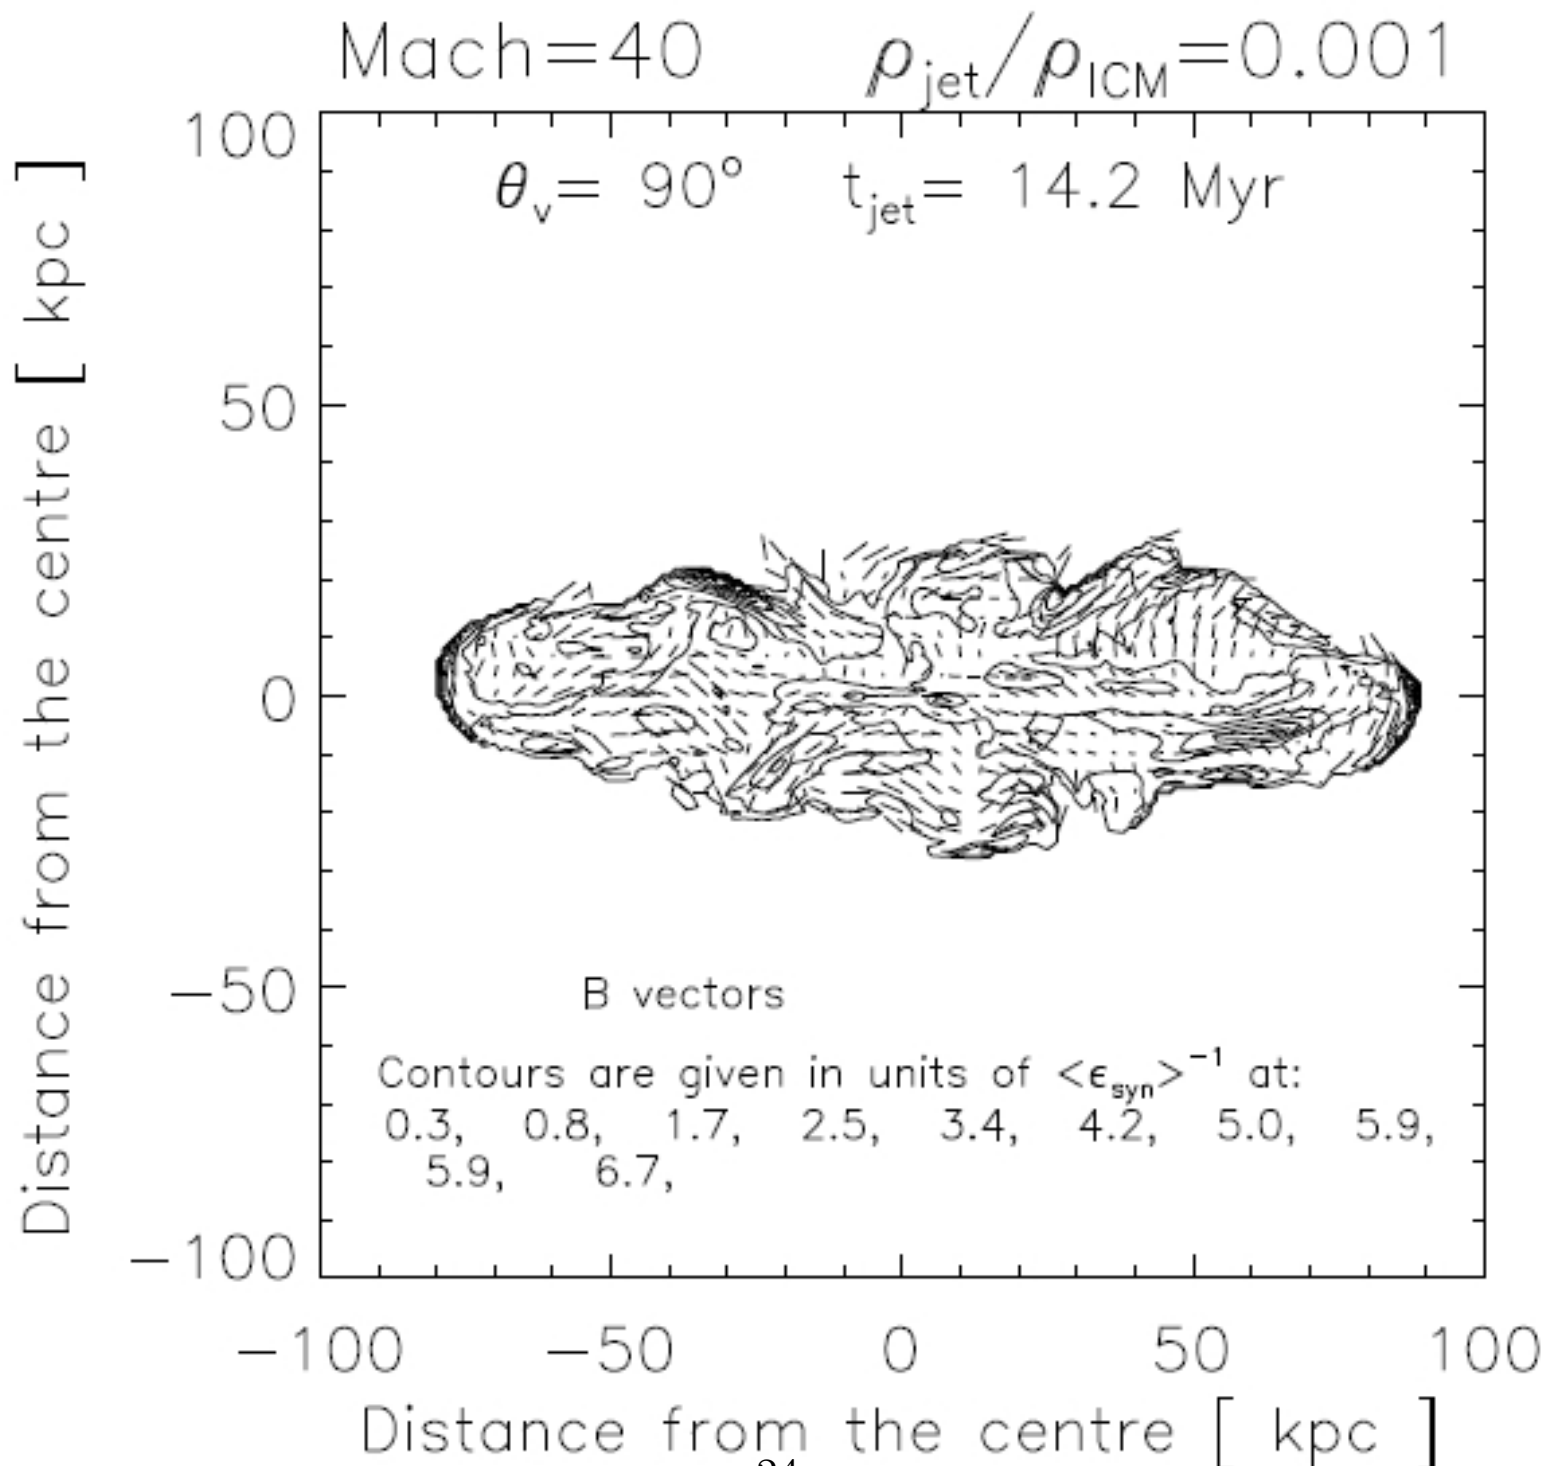 Mach=40 ρjet/ρICM=0.001
100
θv= 90° tjet= 14.2 Myr
50
0
−50
−100
Distance from the centre [ kpc ]
B vectors
Contours are given in units of <ϵsyn>−1 at:
0.3, 0.8, 1.7, 2.5, 3.4, 4.2, 5.0, 5.9,
5.9, 6.7,
−100 −50 0 50 100
Distance from the centre [ kpc ]